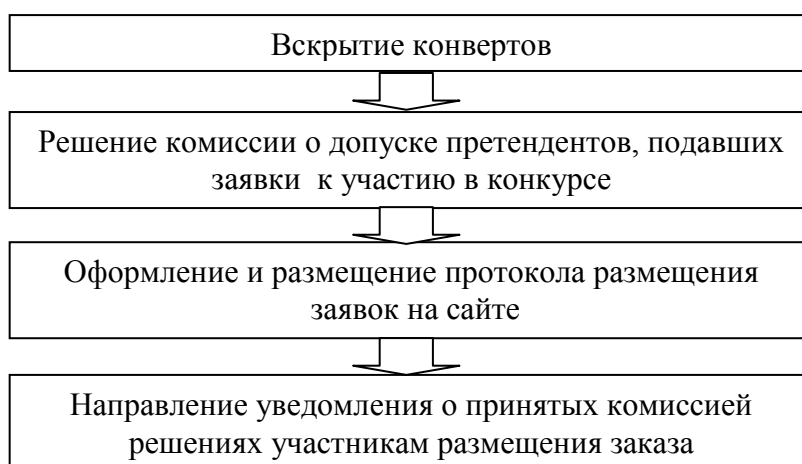 Вскрытие конвертов
Решение комиссии о допуске претендентов, подавших
заявки к участию в конкурсе
Оформление и размещение протокола размещения
заявок на сайте
Направление уведомления о принятых комиссией
решениях участникам размещения заказа